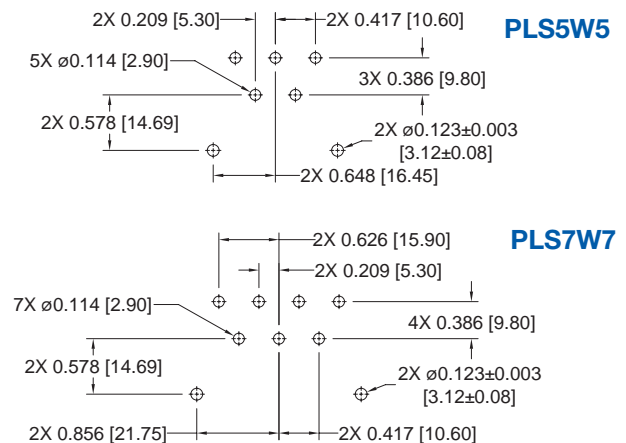 2X 0.209 [5.30]
2X 0.417 [10.60]
PLS5W5
5X ø0.114 [2.90]
3X 0.386 [9.80]
2X 0.578 [14.69]
2X ø0.123±0.003
[3.12±0.08]
2X 0.648 [16.45]
2X 0.626 [15.90]
PLS7W7
2X 0.209 [5.30]
7X ø0.114 [2.90]
4X 0.386 [9.80]
2X 0.578 [14.69]
2X ø0.123±0.003
[3.12±0.08]
2X 0.856 [21.75]
2X 0.417 [10.60]